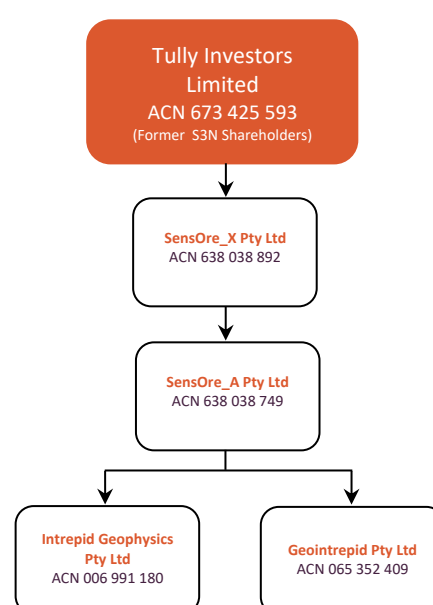 Tully Investors
Limited
ACN 673 425 593
(Former S3N Shareholders)
SensOre_X Pty Ltd
ACN 638 038 892
SensOre_A Pty Ltd
ACN 638 038 749
Intrepid Geophysics
Pty Ltd
ACN 006 991 180
Geointrepid Pty Ltd
ACN 065 352 409